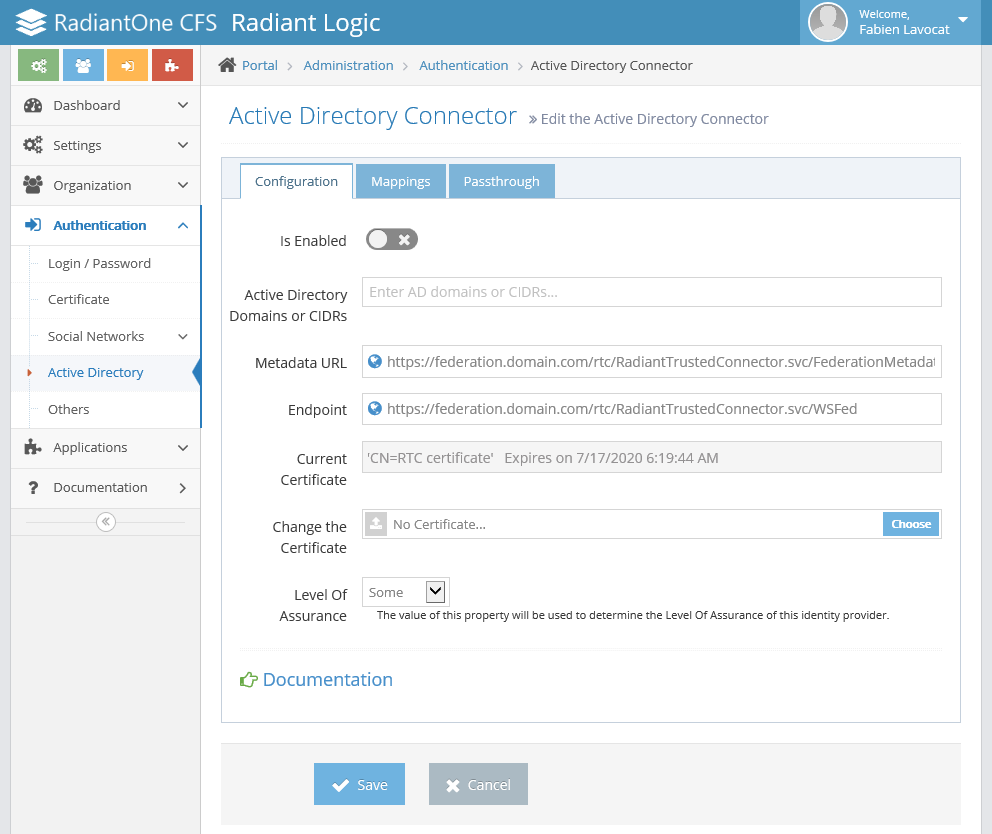 RadiantOne CFS Radiant Logic
Welcome,
Fabien Lavocat
Portal > Administration > Authentication > Active Directory Connector
Dashboard
Settings
Organization
Authentication
Login / Password
Certificate
Social Networks
Active Directory
Others
Applications
? Documentation
Active Directory Connector » Edit the Active Directory Connector
Configuration Mappings Passthrough
Is Enabled
Active Directory
Domains or CIDRs
Enter AD domains or CIDRs...
Metadata URL https://federation.domain.com/rtc/RadiantTrustedConnector.svc/FederationMetadat
Endpoint https://federation.domain.com/rtc/RadiantTrustedConnector.svc/WSFed
Current
Certificate
'CN=RTC certificate' Expires on 7/17/2020 6:19:44 AM
Change the
Certificate
No Certificate... Choose
Level Of
Assurance
Some
The value of this property will be used to determine the Level Of Assurance of this identity provider.
Documentation
Save Cancel